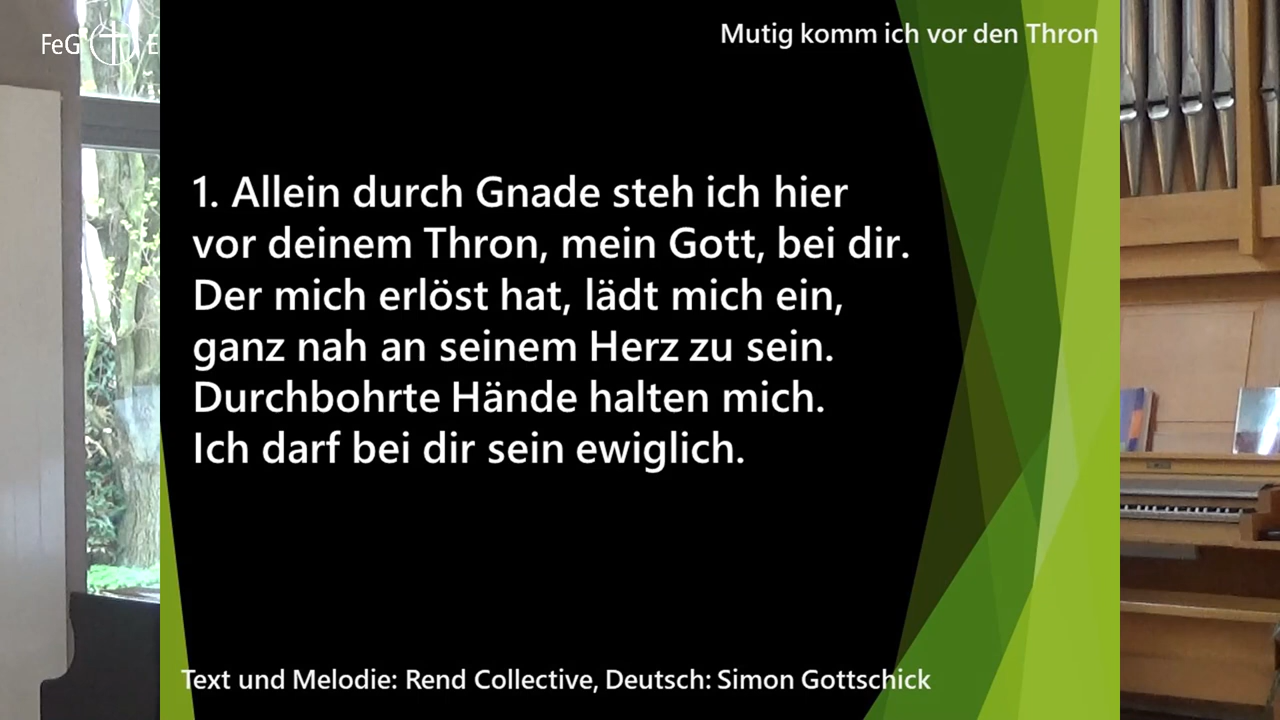 FeG E
Mutig komm ich vor den Thron
1. Allein durch Gnade steh ich hier
vor deinem Thron, mein Gott, bei dir.
Der mich erlöst hat, lädt mich ein,
ganz nah an seinem Herz zu sein.
Durchbohrte Hände halten mich.
Ich darf bei dir sein ewiglich.
Text und Melodie: Rend Collective, Deutsch: Simon Gottschick